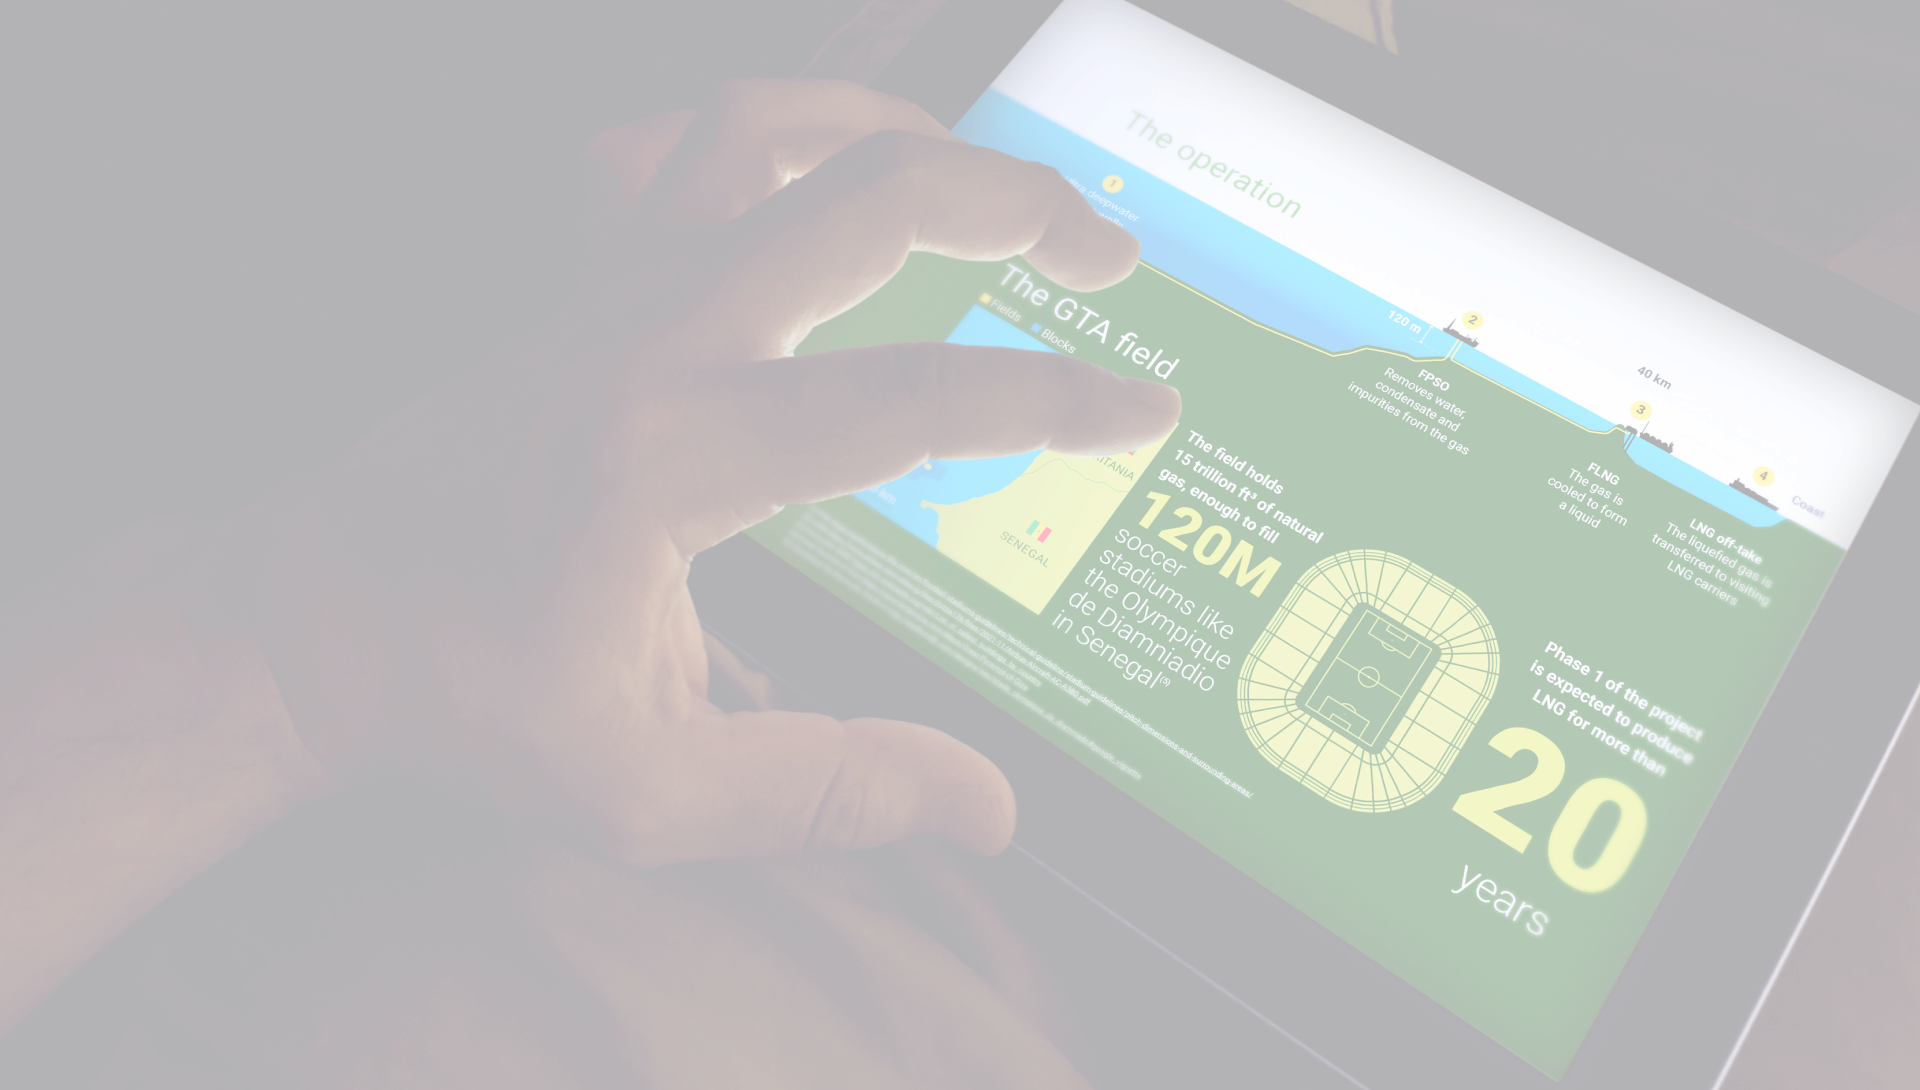 The operation
1
deepwater
120 m
2
FPSO
Removes water,
condensate and
impurities from the gas
40 km
3
FLNG
The gas is
cooled to form
a liquid
4
Coast
LNG off-take
The liquefied gas is
transferred to visiting
LNG carriers
The GTA field
Fields
Blocks
SENEGAL
The field holds
15 trillion ft³ of natural
gas, enough to fill
120M
soccer
stadiums like
the Olympique
de Diamniadio
in Senegal⁽⁵⁾
Phase 1 of the project
is expected to produce
LNG for more than
20
years